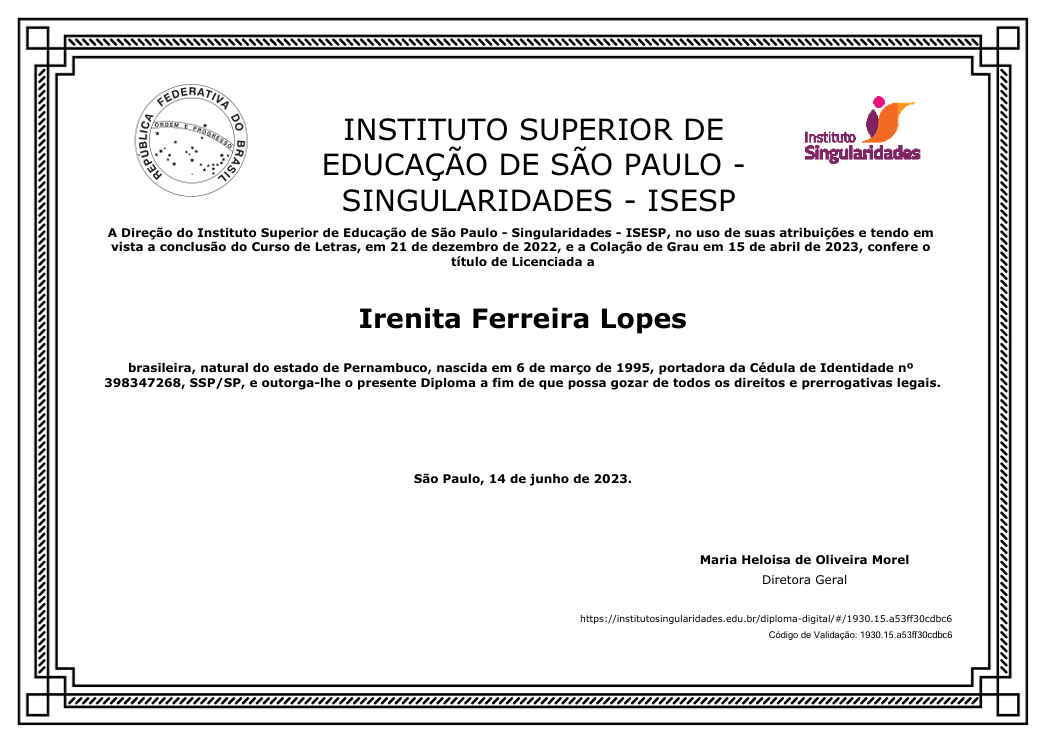 REPÚBLICA FEDERATIVA DO BRASIL
ORDEM E PROGRESSO
Instituto
Singularidades
INSTITUTO SUPERIOR DE
EDUCAÇÃO DE SÃO PAULO -
SINGULARIDADES - ISESP
A Direção do Instituto Superior de Educação de São Paulo - Singularidades - ISESP, no uso de suas atribuições e tendo em
vista a conclusão do Curso de Letras, em 21 de dezembro de 2022, e a Colação de Grau em 15 de abril de 2023, confere o
título de Licenciada a
Irenita Ferreira Lopes
brasileira, natural do estado de Pernambuco, nascida em 6 de março de 1995, portadora da Cédula de Identidade nº
398347268, SSP/SP, e outorga-lhe o presente Diploma a fim de que possa gozar de todos os direitos e prerrogativas legais.
São Paulo, 14 de junho de 2023.
Maria Heloisa de Oliveira Morel
Diretora Geral
https://institutosingularidades.edu.br/diploma-digital/#/1930.15.a53ff30cdbc6
Código de Validação: 1930.15.a53ff30cdbc6